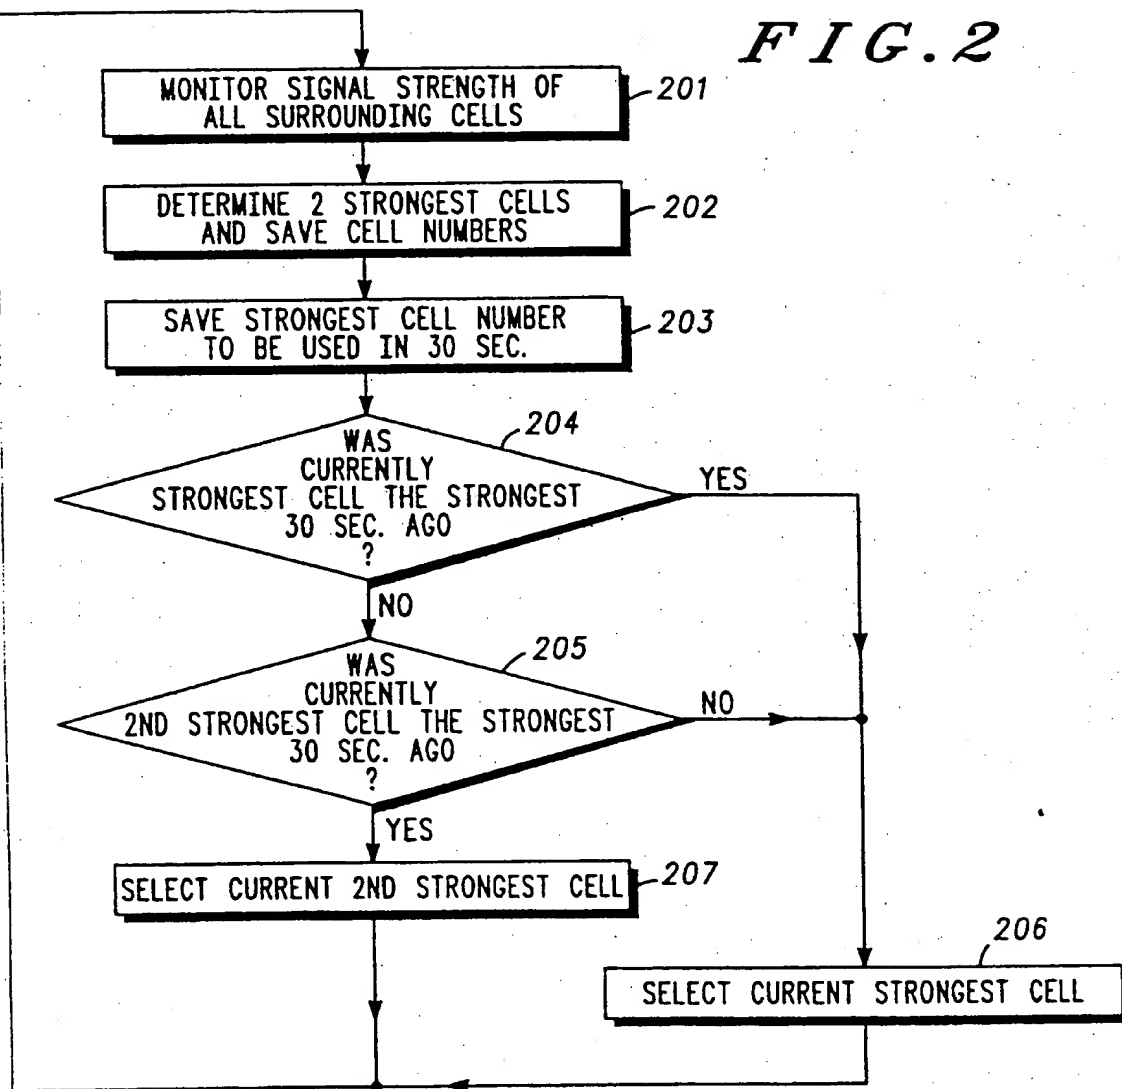 FIG.2
MONITOR SIGNAL STRENGTH OF
ALL SURROUNDING CELLS
201
DETERMINE 2 STRONGEST CELLS
AND SAVE CELL NUMBERS
202
SAVE STRONGEST CELL NUMBER
TO BE USED IN 30 SEC.
203
204
WAS
CURRENTLY
STRONGEST CELL THE STRONGEST
30 SEC. AGO
?
YES
NO
205
WAS
CURRENTLY
2ND STRONGEST CELL THE STRONGEST
30 SEC. AGO
?
NO
YES
SELECT CURRENT 2ND STRONGEST CELL
207
206
SELECT CURRENT STRONGEST CELL